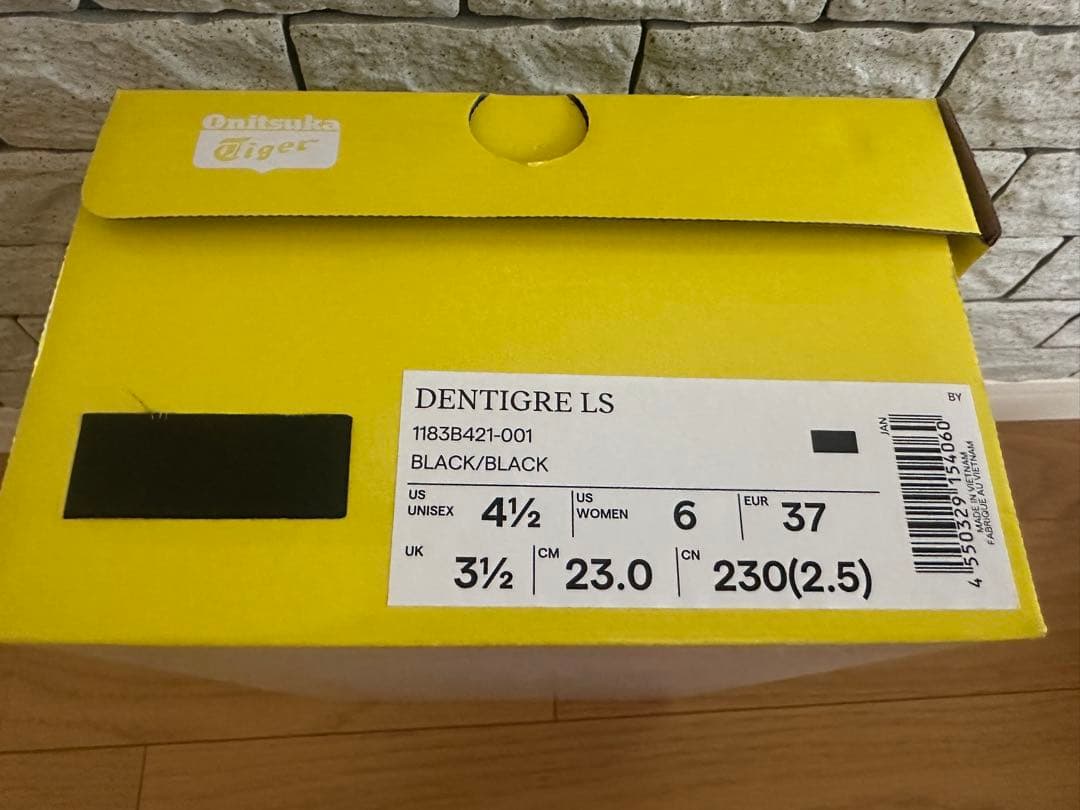 Onitsuka
Tiger
DENTIGRE LS
1183B421-001
BLACK/BLACK
US UNISEX 4½ US WOMEN 6 EUR 37
UK 3½ CM 23.0 CN 230(2.5)
BY
JAN
4 550329 154060
MADE IN VIETNAM
FABRIQUÉ AU VIETNAM